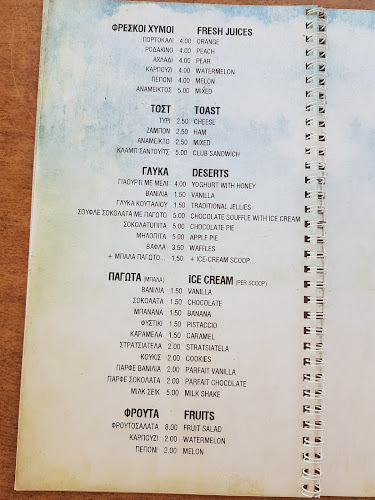 ΦΡΕΣΚΟΙ ΧΥΜΟΙ FRESH JUICES
ΠΟΡΤΟΚΑΛΙ 4.00 ORANGE
ΡΟΔΑΚΙΝΟ 4.00 PEACH
ΑΧΛΑΔΙ 4.00 PEAR
ΚΑΡΠΟΥΖΙ 4.00 WATERMELON
ΠΕΠΟΝΙ 4.00 MELON
ΑΝΑΜΕΙΚΤΟΣ 5.00 MIXED
ΤΟΣΤ TOAST
ΤΥΡΙ 2.50 CHEESE
ΖΑΜΠΟΝ 2.50 HAM
ΑΝΑΜΕΙΚΤΟ 2.50 MIXED
ΚΛΑΜΠ ΣΑΝΤΟΥΙΤΣ 5.00 CLUB SANDWICH
ΓΛΥΚΑ DESERTS
ΓΙΑΟΥΡΤΙ ΜΕ ΜΕΛΙ 4.00 YOGHURT WITH HONEY
ΒΑΝΙΛΙΑ 1.50 VANILLA
ΓΛΥΚΑ ΚΟΥΤΑΛΙΟΥ 1.50 TRADITIONAL JELLIES
ΣΟΥΦΛΕ ΣΟΚΟΛΑΤΑ ΜΕ ΠΑΓΩΤΟ 5.00 CHOCOLATE SOUFFLE WITH ICE CREAM
ΣΟΚΟΛΑΤΟΠΙΤΑ 5.00 CHOCOLATE PIE
ΜΗΛΟΠΙΤΑ 5.00 APPLE PIE
ΒΑΦΛΑ 3.50 WAFFLES
+ ΜΠΑΛΑ ΠΑΓΩΤΟ... 1.50 + ICE-CREAM SCOOP...
ΠΑΓΩΤΑ (ΜΠΑΛΑ) ICE CREAM (PER SCOOP)
ΒΑΝΙΛΙΑ 1.50 VANILLA
ΣΟΚΟΛΑΤΑ 1.50 CHOCOLATE
ΜΠΑΝΑΝΑ 1.50 BANANA
ΦΥΣΤΙΚΙ 1.50 PISTACCIO
ΚΑΡΑΜΕΛΑ 1.50 CARAMEL
ΣΤΡΑΤΣΙΑΤΕΛΑ 2.00 STRATSIATELA
ΚΟΥΚΙΣ 2.00 COOKIES
ΠΑΡΦΕ ΒΑΝΙΛΙΑ 2.00 PARFAIT VANILLA
ΠΑΡΦΕ ΣΟΚΟΛΑΤΑ 2.00 PARFAIT CHOCOLATE
ΜΙΛΚ ΣΕΙΚ 5.00 MILK SHAKE
ΦΡΟΥΤΑ FRUITS
ΦΡΟΥΤΟΣΑΛΑΤΑ 8.00 FRUIT SALAD
ΚΑΡΠΟΥΖΙ 2.00 WATERMELON
ΠΕΠΟΝΙ 2.00 MELON